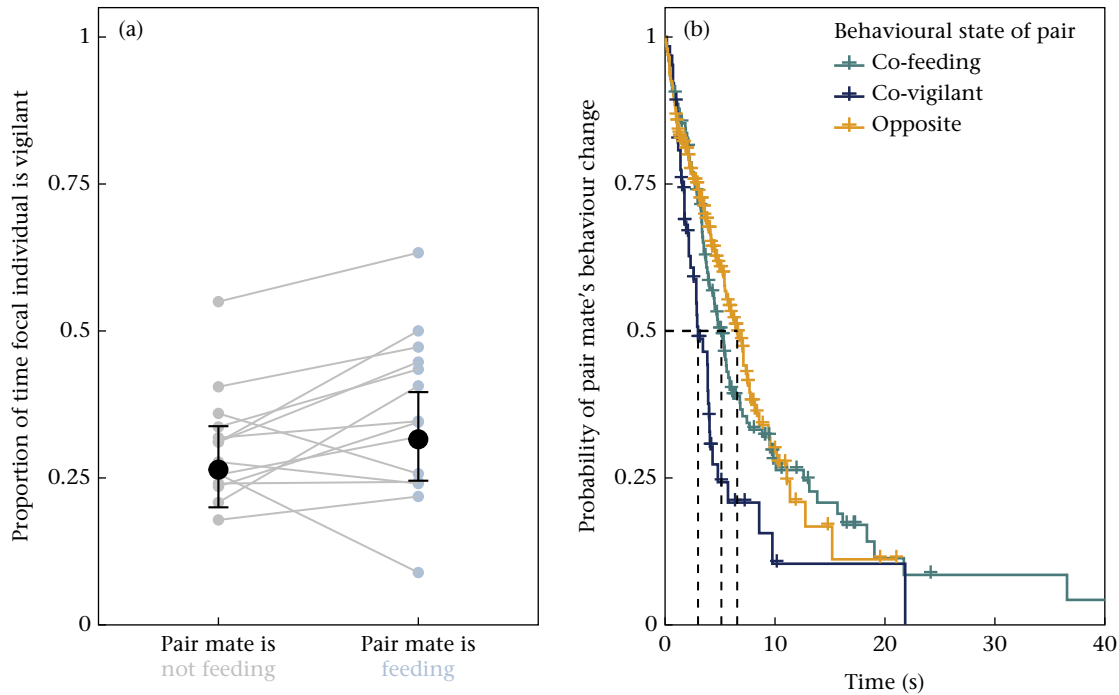 (a)
Proportion of time focal individual is vigilant
1
0.75
0.5
0.25
0
Pair mate is
not feeding
Pair mate is
feeding
(b)
Probability of pair mate's behaviour change
1
0.75
0.5
0.25
0
Behavioural state of pair
Co-feeding
Co-vigilant
Opposite
0
10
20
30
40
Time (s)